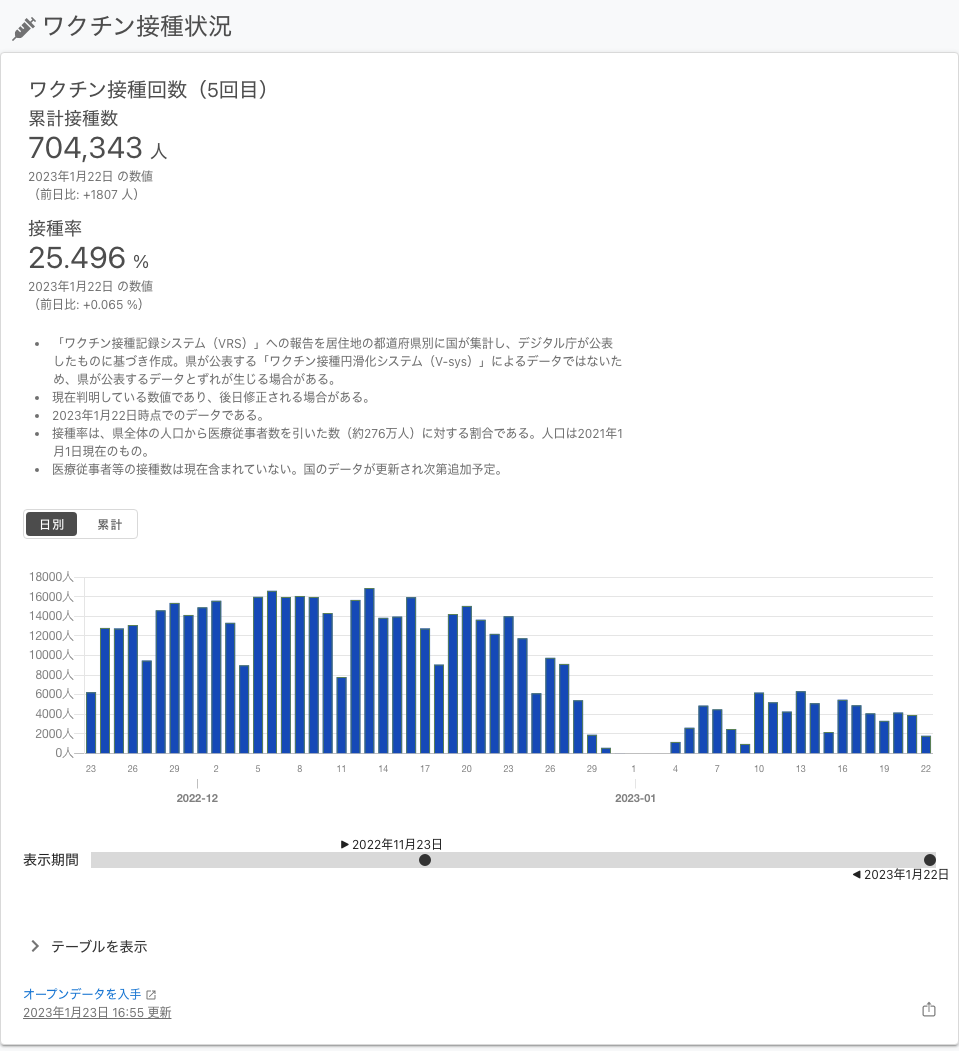 ワクチン接種状況
ワクチン接種回数（5回目）
累計接種数
704,343 人
2023年1月22日 の数値
（前日比: +1807 人）
接種率
25.496 %
2023年1月22日 の数値
（前日比: +0.065 %）
• 「ワクチン接種記録システム（VRS）」への報告を居住地の都道府県別に国が集計し、デジタル庁が公表
したものに基づき作成。県が公表する「ワクチン接種円滑化システム（V-sys）」によるデータではないた
め、県が公表するデータとずれが生じる場合がある。
• 現在判明している数値であり、後日修正される場合がある。
• 2023年1月22日時点でのデータである。
• 接種率は、県全体の人口から医療従事者数を引いた数（約276万人）に対する割合である。人口は2021年1
月1日現在のもの。
• 医療従事者等の接種数は現在含まれていない。国のデータが更新され次第追加予定。
日別 累計
18000人
16000人
14000人
12000人
10000人
8000人
6000人
4000人
2000人
0人
23 26 29 2 5 8 11 14 17 20 23 26 29 1 4 7 10 13 16 19 22
2022-12 2023-01
▶ 2022年11月23日
表示期間
◀ 2023年1月22日
テーブルを表示
オープンデータを入手
2023年1月23日 16:55 更新